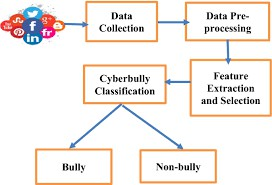 Data
Collection
Data Pre-
processing
Feature
Extraction
and Selection
Cyberbully
Classification
Bully
Non-bully